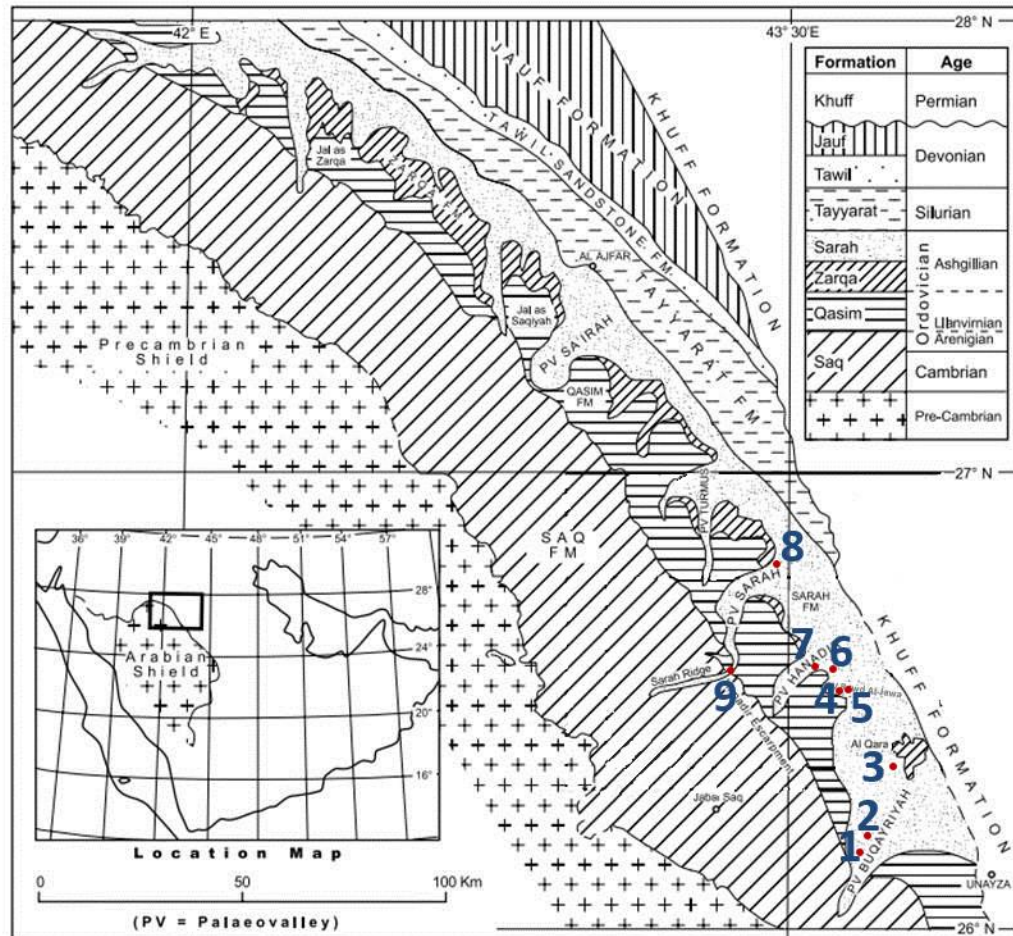 42° E
43° 30' E
28° N
JAUF FORMATION
KHUFF FORMATION
TAWIL SANDSTONE FM.
TAYYARAT FM
Formation Age
Khuff Permian
Jauf Devonian
Tawil
Tayyarat Silurian
Sarah Ashgillian
Zarqa
Ordovician
Qasim Llanvirnian
Arenigian
Saq Cambrian
Pre-Cambrian
Jal as
Zarqa
ZARQA FM
AL AJFAR
Jal as
Saqiyah
PV SA'IRAH
Precambrian
Shield
QASIM
FM
27° N
PV TURMUS
SAQ
FM
8
PV SARAH
SARAH
FM
7
6
PV HANADIR
Sarah Ridge
9
4
5
Al-Jawa
Escarpment
Al Qara
3
KHUFF FORMATION
Jabal Saq
2
1
PV BUQAYRIYAH
UNAYZA
26° N
36° 39° 42° 45° 48° 51° 54° 57°
28°
24°
20°
16°
Arabian
Shield
Location Map
0 50 100 Km
(PV = Palaeovalley)